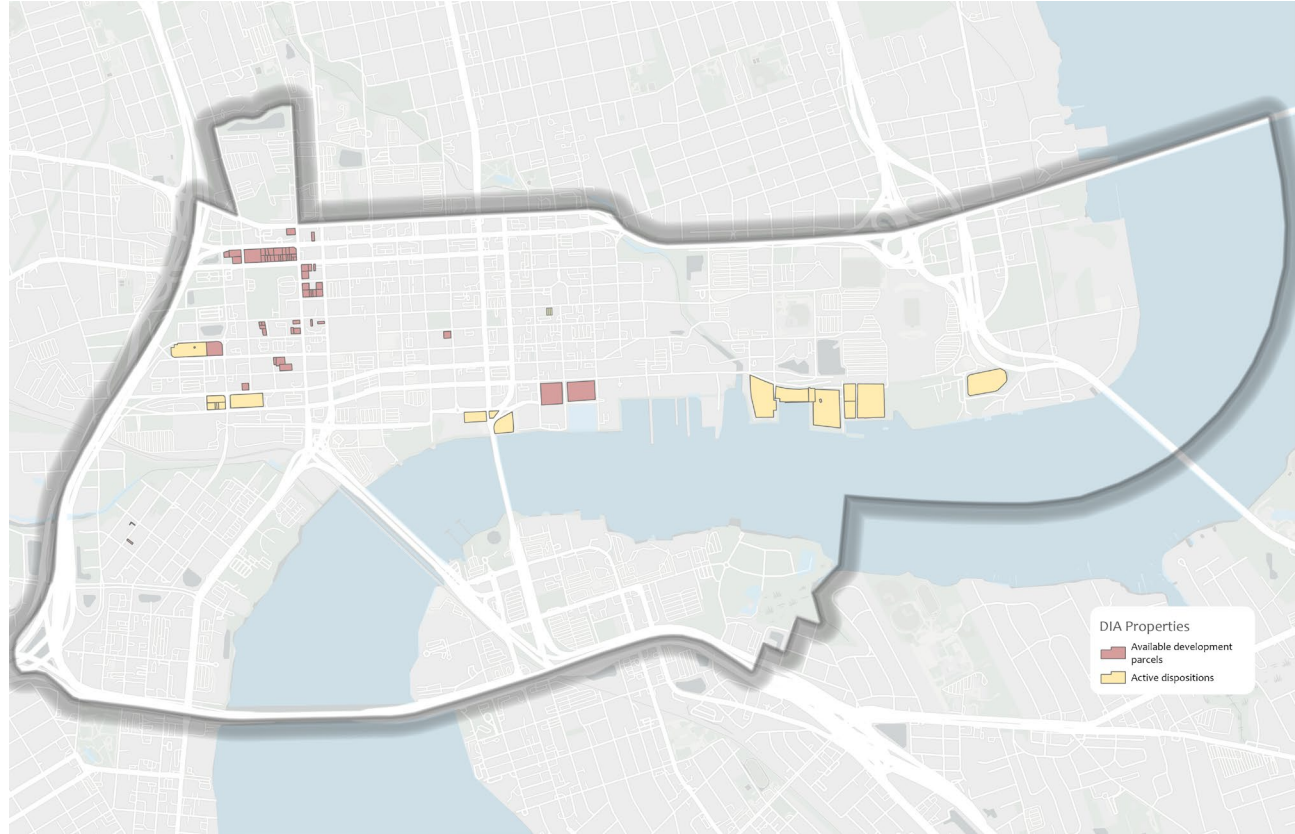 DIA Properties
Available development
parcels
Active dispositions